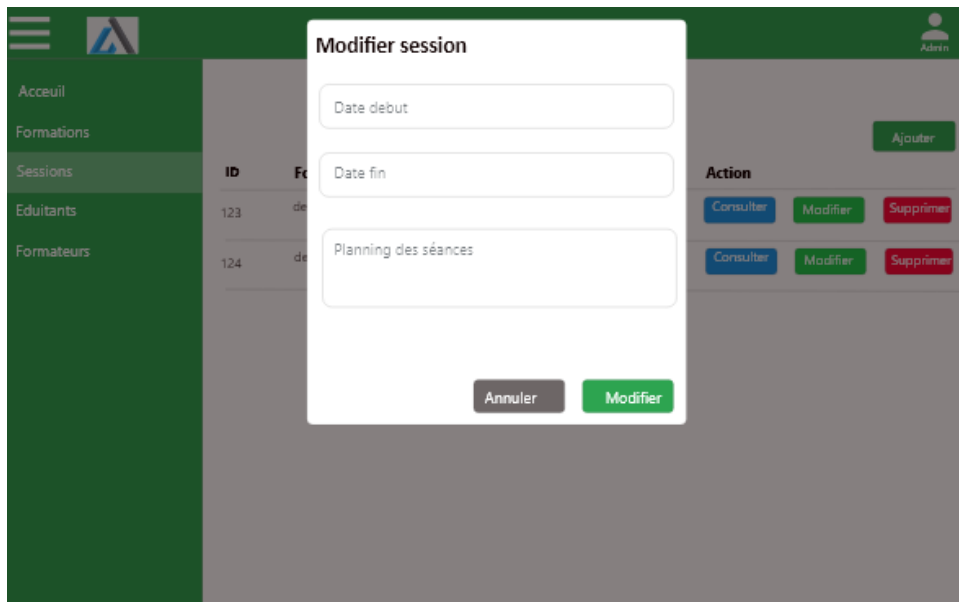 Modifier session
Admin
Acceuil
Date debut
Formations
Ajouter
Sessions
ID
Date fin
Action
Eduitants
123
Consulter Modifier Supprimer
Formateurs
Planning des séances
124
Consulter Modifier Supprimer
Annuler Modifier